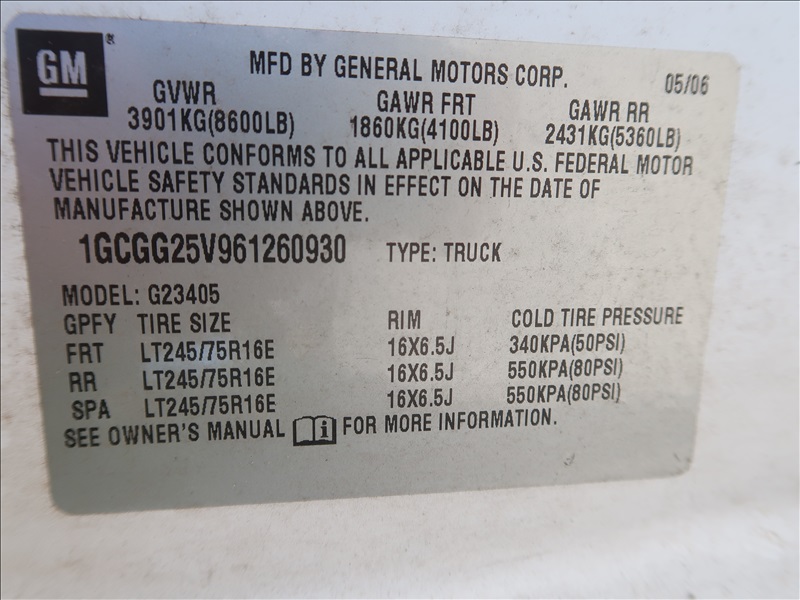 GM
MFD BY GENERAL MOTORS CORP. 05/06
GVWR GAWR FRT GAWR RR
3901KG(8600LB) 1860KG(4100LB) 2431KG(5360LB)
THIS VEHICLE CONFORMS TO ALL APPLICABLE U.S. FEDERAL MOTOR
VEHICLE SAFETY STANDARDS IN EFFECT ON THE DATE OF
MANUFACTURE SHOWN ABOVE.
1GCGG25V961260930 TYPE: TRUCK
MODEL: G23405
GPFY TIRE SIZE RIM COLD TIRE PRESSURE
FRT LT245/75R16E 16X6.5J 340KPA(50PSI)
RR LT245/75R16E 16X6.5J 550KPA(80PSI)
SPA LT245/75R16E 16X6.5J 550KPA(80PSI)
SEE OWNER'S MANUAL i FOR MORE INFORMATION.